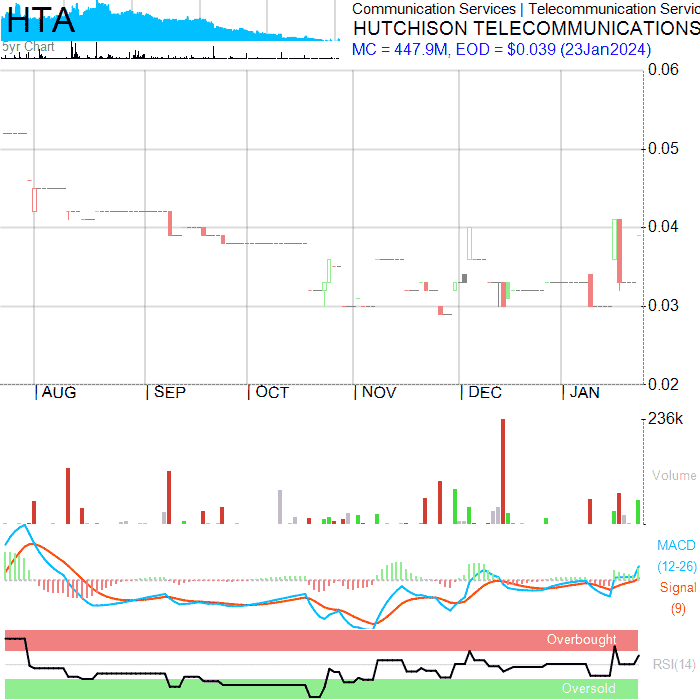 HTA
5yr Chart
Communication Services | Telecommunication Servic
HUTCHISON TELECOMMUNICATIONS
MC = 447.9M, EOD = $0.039 (23Jan2024)
0.06
0.05
0.04
0.03
0.02
| AUG | SEP | OCT | NOV | DEC | JAN
236k
Volume
MACD
(12-26)
Signal
(9)
Overbought
RSI(14)
Oversold